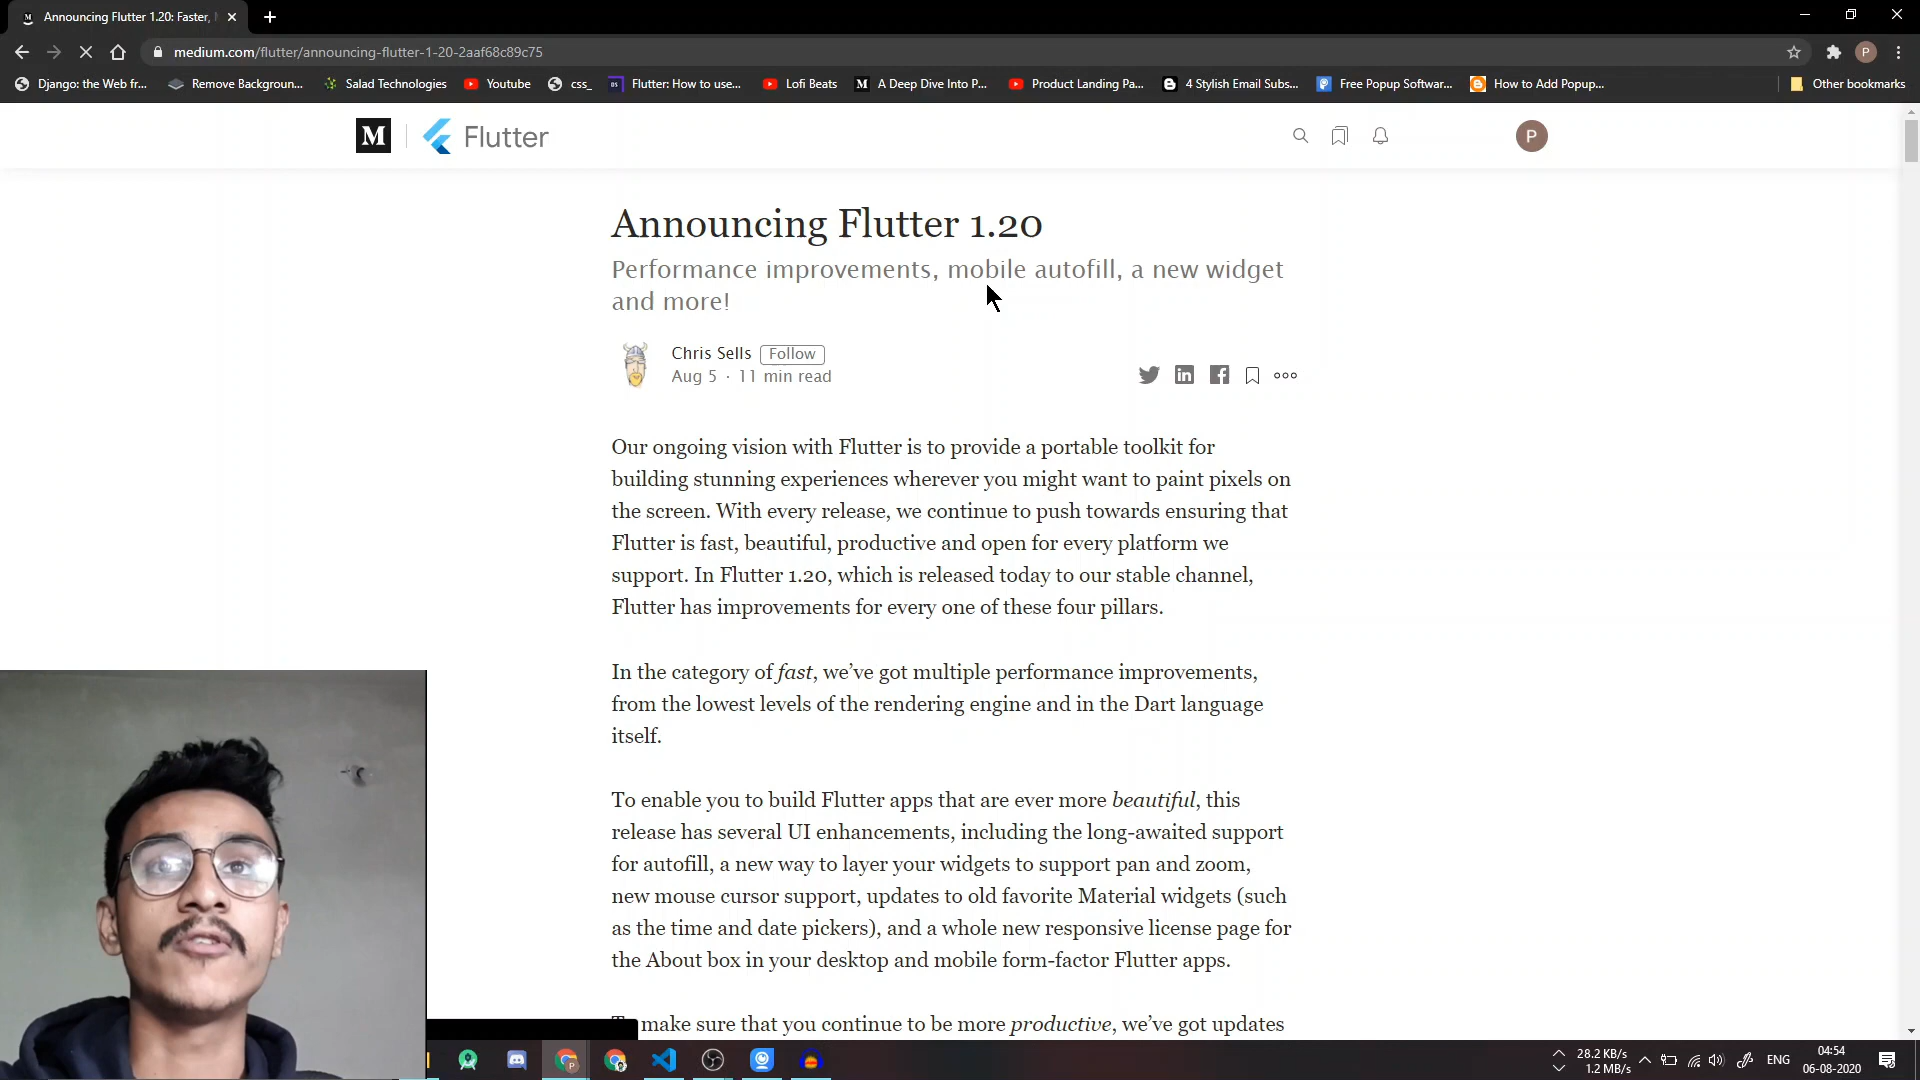 Announcing Flutter 1.20: Faster,
medium.com/flutter/announcing-flutter-1-20-2aaf68c89c75
Django: the Web fr...
Remove Backgroun...
Salad Technologies
Youtube
css_
Flutter: How to use...
Lofi Beats
A Deep Dive Into P...
Product Landing Pa...
4 Stylish Email Subs...
Free Popup Softwar...
How to Add Popup...
Other bookmarks
P
M
Flutter
P
Announcing Flutter 1.20
Performance improvements, mobile autofill, a new widget
and more!
Chris Sells
Follow
Aug 5 · 11 min read
Our ongoing vision with Flutter is to provide a portable toolkit for
building stunning experiences wherever you might want to paint pixels on
the screen. With every release, we continue to push towards ensuring that
Flutter is fast, beautiful, productive and open for every platform we
support. In Flutter 1.20, which is released today to our stable channel,
Flutter has improvements for every one of these four pillars.
In the category of fast, we’ve got multiple performance improvements,
from the lowest levels of the rendering engine and in the Dart language
itself.
To enable you to build Flutter apps that are ever more beautiful, this
release has several UI enhancements, including the long-awaited support
for autofill, a new way to layer your widgets to support pan and zoom,
new mouse cursor support, updates to old favorite Material widgets (such
as the time and date pickers), and a whole new responsive license page for
the About box in your desktop and mobile form-factor Flutter apps.
make sure that you continue to be more productive, we’ve got updates
28.2 KB/s
1.2 MB/s
ENG
04:54
06-08-2020